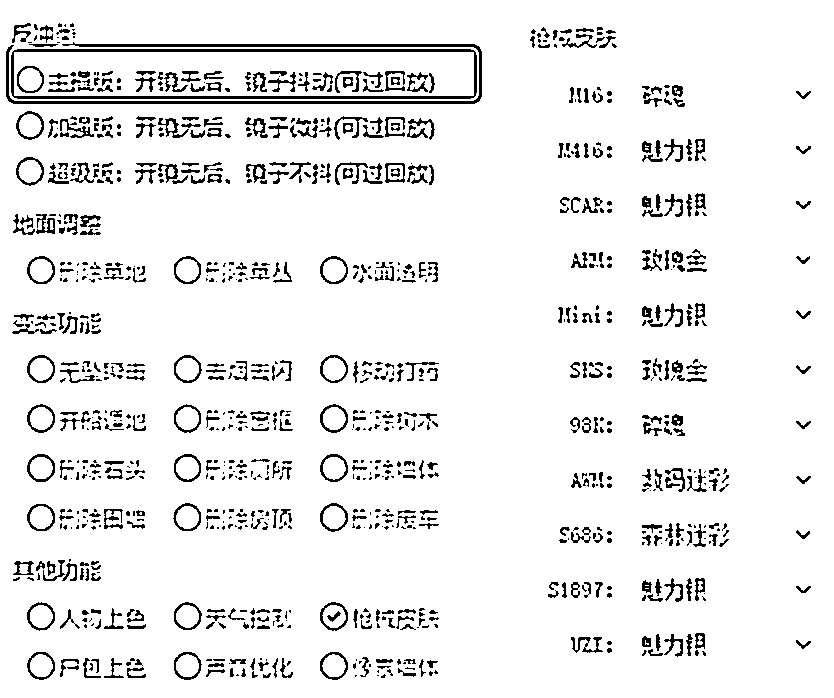 反冲类
主播版：开镜无后、镜子抖动(可过回放)
加强版：开镜无后、镜子微抖(可过回放)
超级版：开镜无后、镜子不抖(可过回放)
地面调整
删除草地 删除草丛 水面透明
变态功能
无坠撞击 去烟去闪 移动打药
开船遁地 删除窗框 删除树木
删除石头 删除厕所 删除墙体
删除围墙 删除房顶 删除废车
其他功能
人物上色 天气控制 枪械皮肤
尸包上色 声音优化 像素墙体
枪械皮肤
M16： 碎魂
M416： 魅力银
SCAR： 魅力银
AKM： 玫瑰金
Mini： 魅力银
SKS： 玫瑰金
98K： 碎魂
AWM： 数码迷彩
S686： 森林迷彩
S1897： 魅力银
UZI： 魅力银